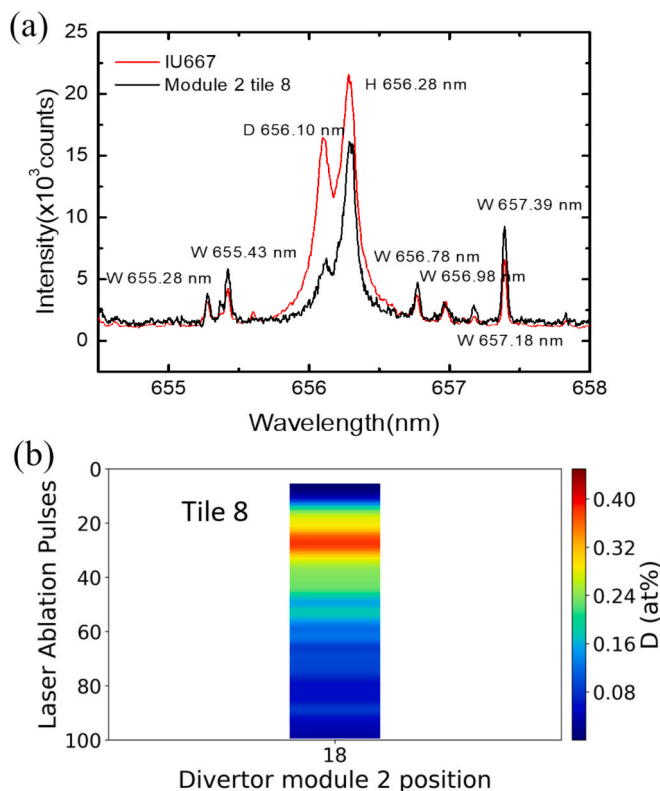 (a)
25
20
15
10
5
0
Intensity(x10³counts)
IU667
Module 2 tile 8
H 656.28 nm
D 656.10 nm
W 657.39 nm
W 655.43 nm
W 656.78 nm
W 655.28 nm
W 656.98 nm
W 657.18 nm
655 656 657 658
Wavelength(nm)
(b)
0
20
40
60
80
100
Laser Ablation Pulses
Tile 8
18
Divertor module 2 position
0.40
0.32
0.24
0.16
0.08
D (at%)